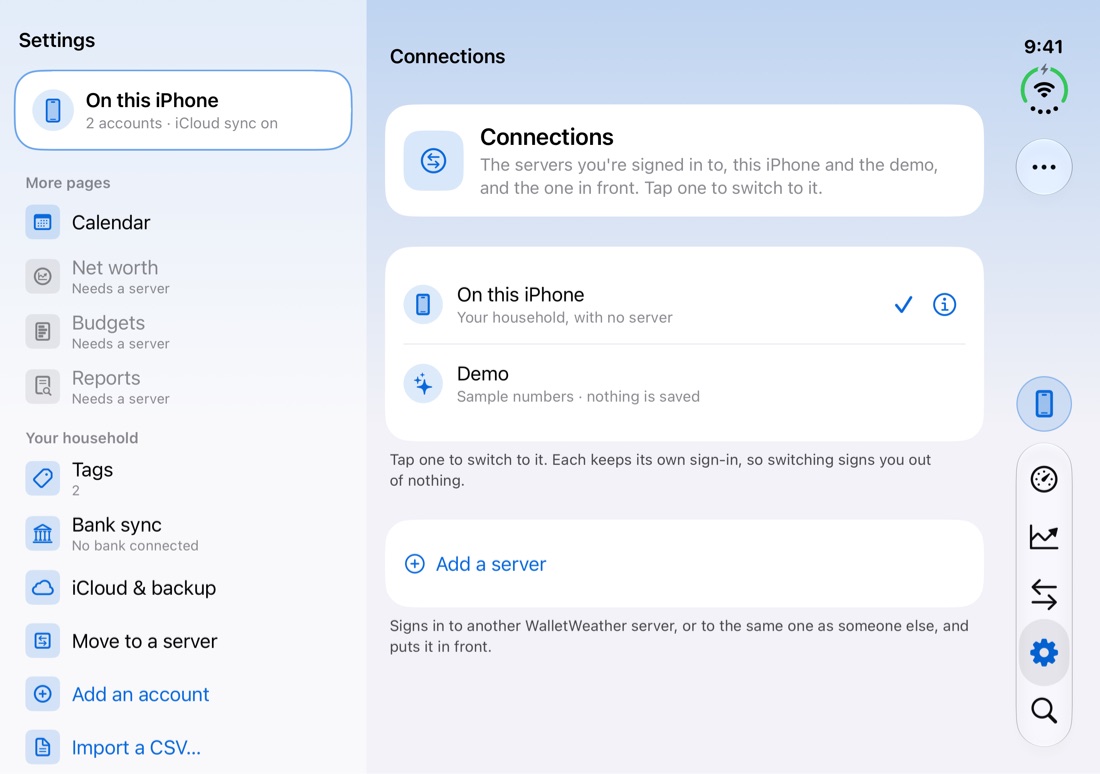 Settings
On this iPhone
2 accounts · iCloud sync on
More pages
Calendar
Net worth
Needs a server
Budgets
Needs a server
Reports
Needs a server
Your household
Tags
2
Bank sync
No bank connected
iCloud & backup
Move to a server
Add an account
Import a CSV...
Connections
Connections
The servers you're signed in to, this iPhone and the demo,
and the one in front. Tap one to switch to it.
On this iPhone
Your household, with no server
Demo
Sample numbers · nothing is saved
Tap one to switch to it. Each keeps its own sign-in, so switching signs you out
of nothing.
Add a server
Signs in to another WalletWeather server, or to the same one as someone else, and
puts it in front.
9:41